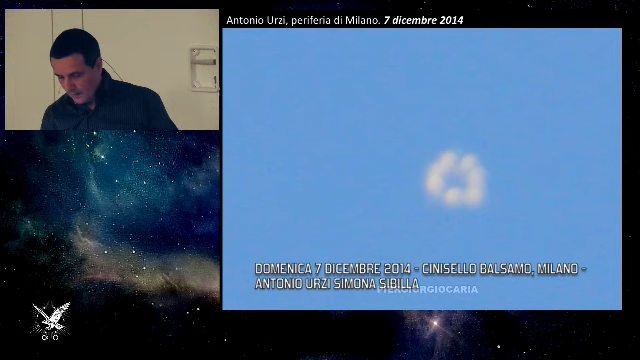 Antonio Urzi, periferia di Milano. 7 dicembre 2014
DOMENICA 7 DICEMBRE 2014 - CINISELLO BALSAMO, MILANO -
ANTONIO URZI SIMONA SIBILLA
PIERGIORGIOCARIA